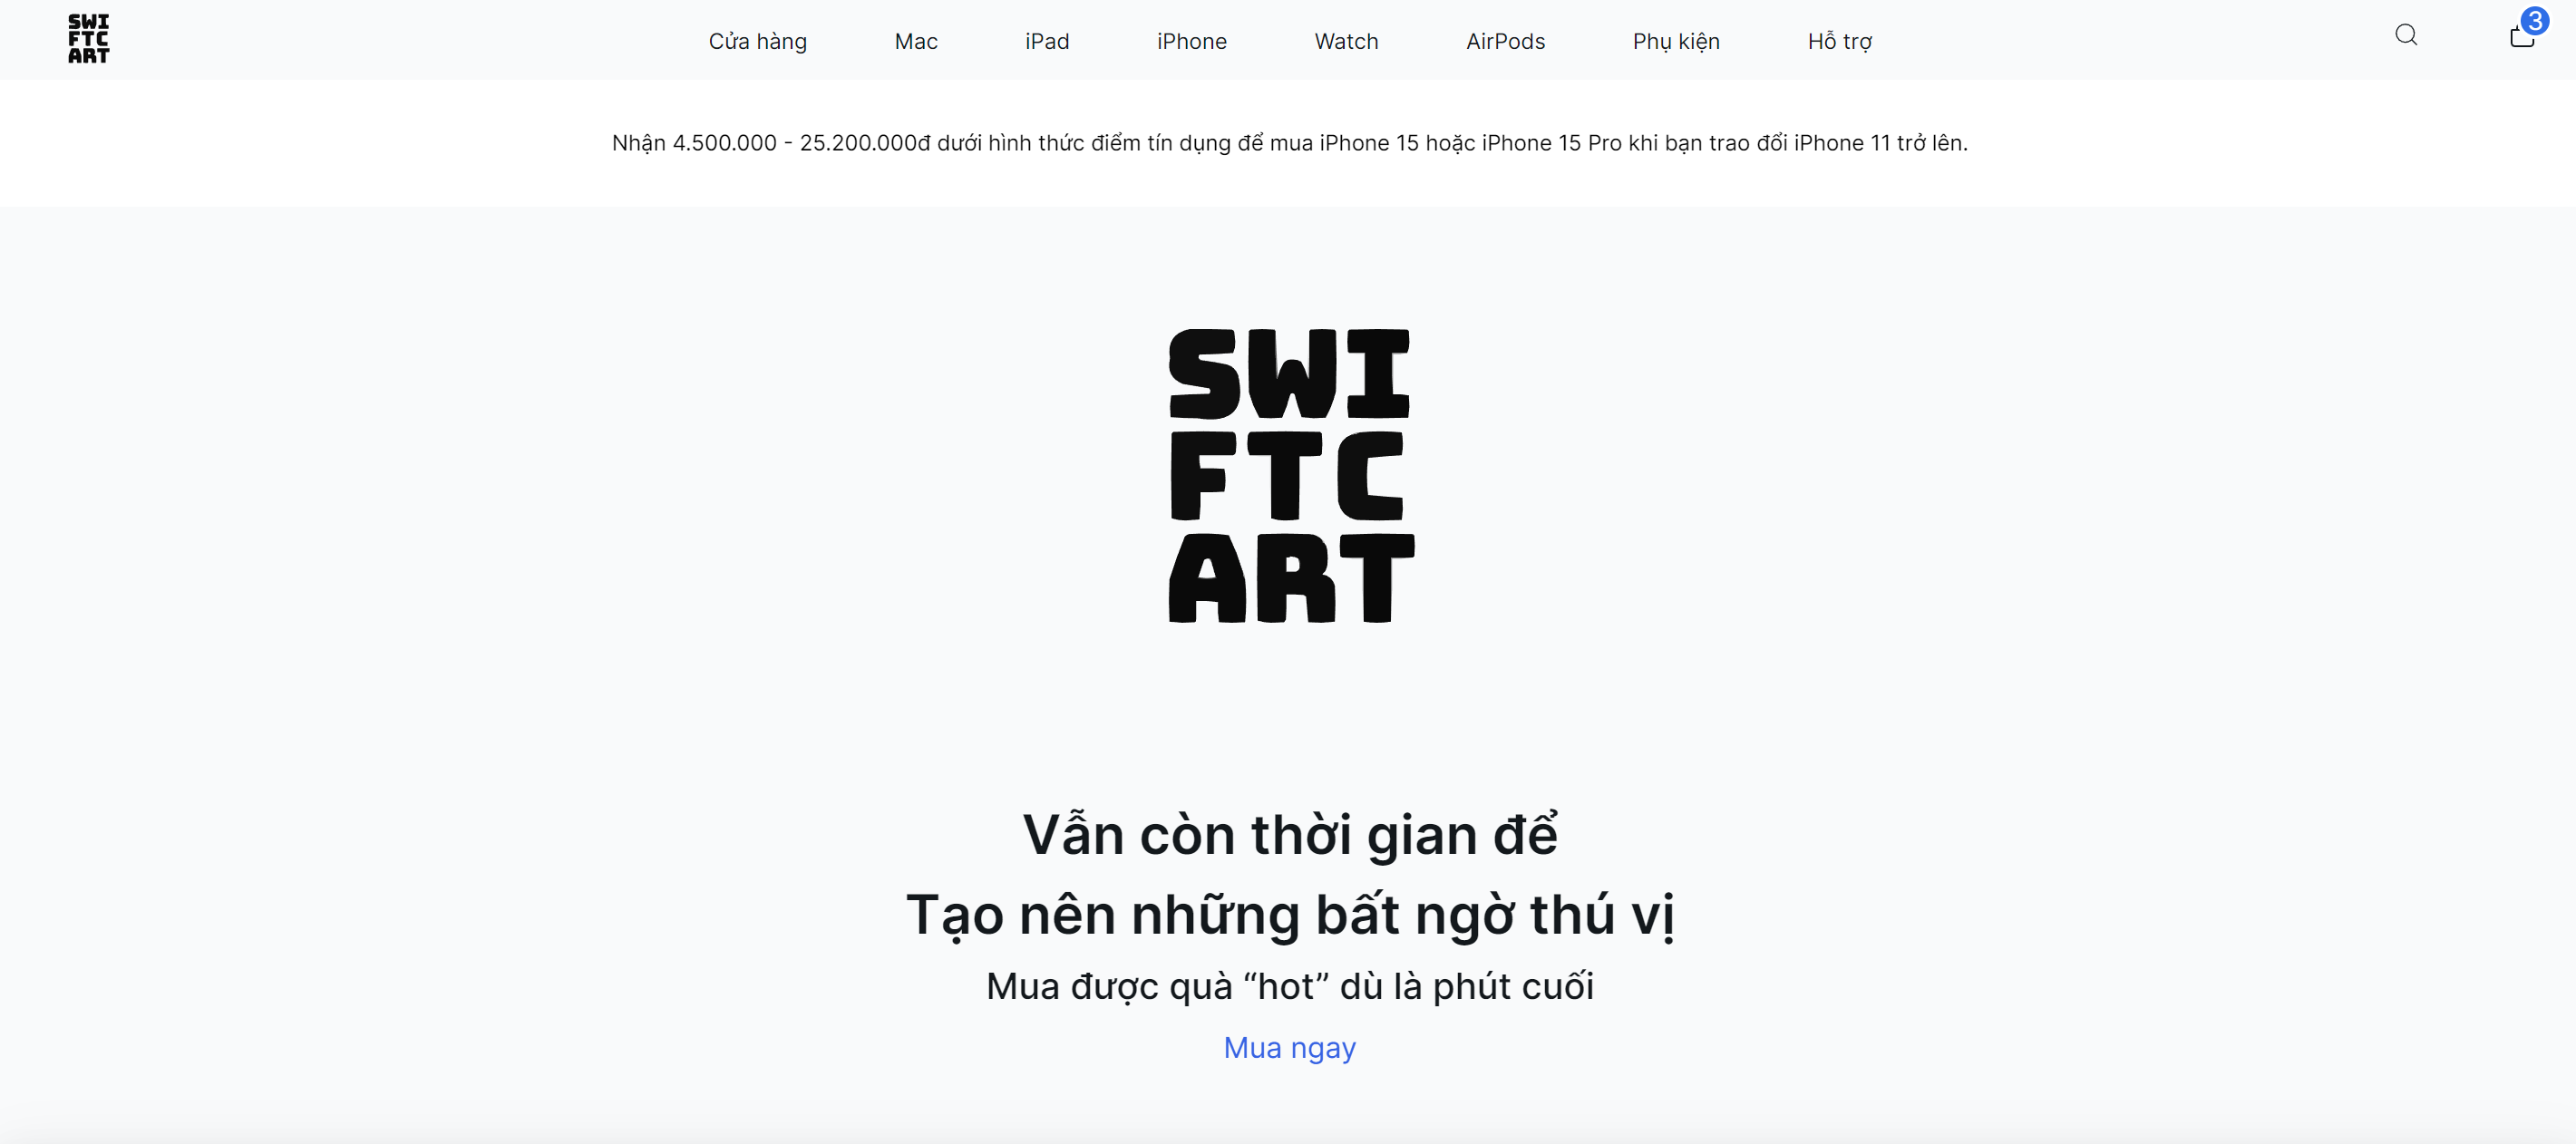 SWI
FTC
ART
Cửa hàng Mac iPad iPhone Watch AirPods Phụ kiện Hỗ trợ 3
Nhận 4.500.000 - 25.200.000đ dưới hình thức điểm tín dụng để mua iPhone 15 hoặc iPhone 15 Pro khi bạn trao đổi iPhone 11 trở lên.
SWI
FTC
ART
Vẫn còn thời gian để
Tạo nên những bất ngờ thú vị
Mua được quà “hot” dù là phút cuối
Mua ngay